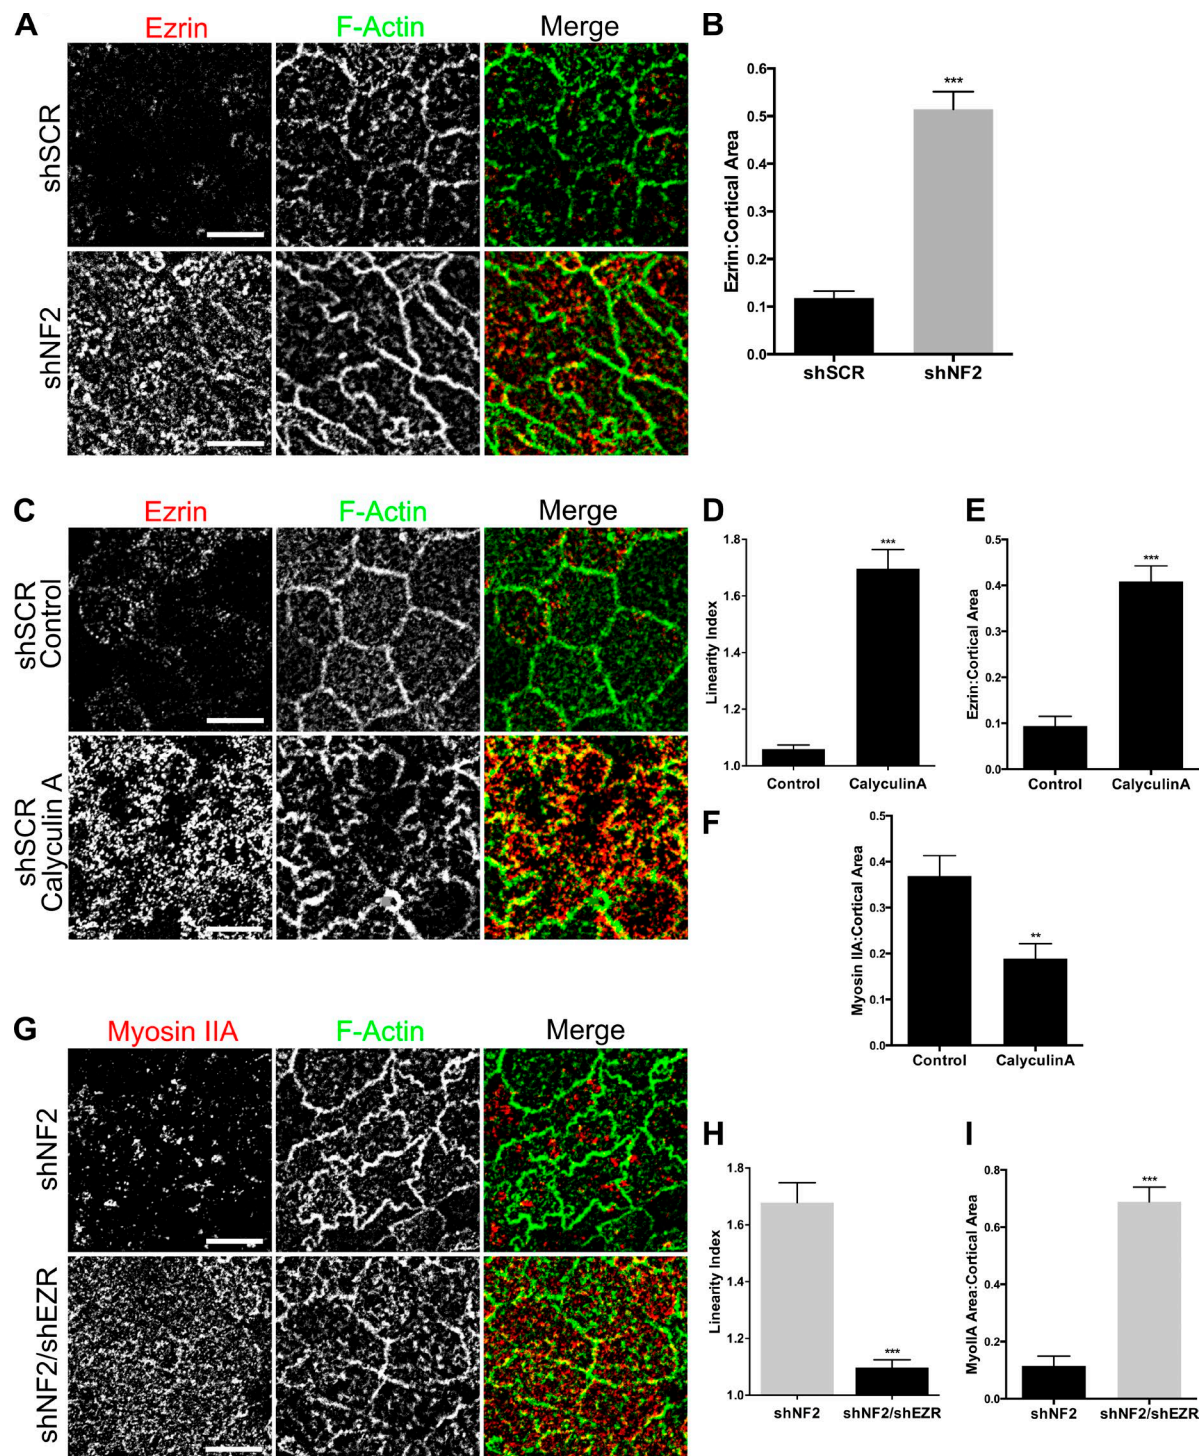 A
Ezrin
F-Actin
Merge
shSCR
shNF2
B
Ezrin:Cortical Area
0.6
0.5
0.4
0.3
0.2
0.1
0.0
***
shSCR
shNF2
C
Ezrin
F-Actin
Merge
shSCR
Control
shSCR
Calyculin A
D
Linearity Index
1.8
1.6
1.4
1.2
1.0
***
Control
CalyculinA
E
Ezrin:Cortical Area
0.5
0.4
0.3
0.2
0.1
0.0
***
Control
CalyculinA
F
Myosin IIA:Cortical Area
0.5
0.4
0.3
0.2
0.1
0.0
**
Control
CalyculinA
G
Myosin IIA
F-Actin
Merge
shNF2
shNF2/shEZR
H
Linearity Index
1.8
1.6
1.4
1.2
1.0
***
shNF2
shNF2/shEZR
I
MyoIIA Area:Cortical Area
0.8
0.6
0.4
0.2
0.0
***
shNF2
shNF2/shEZR